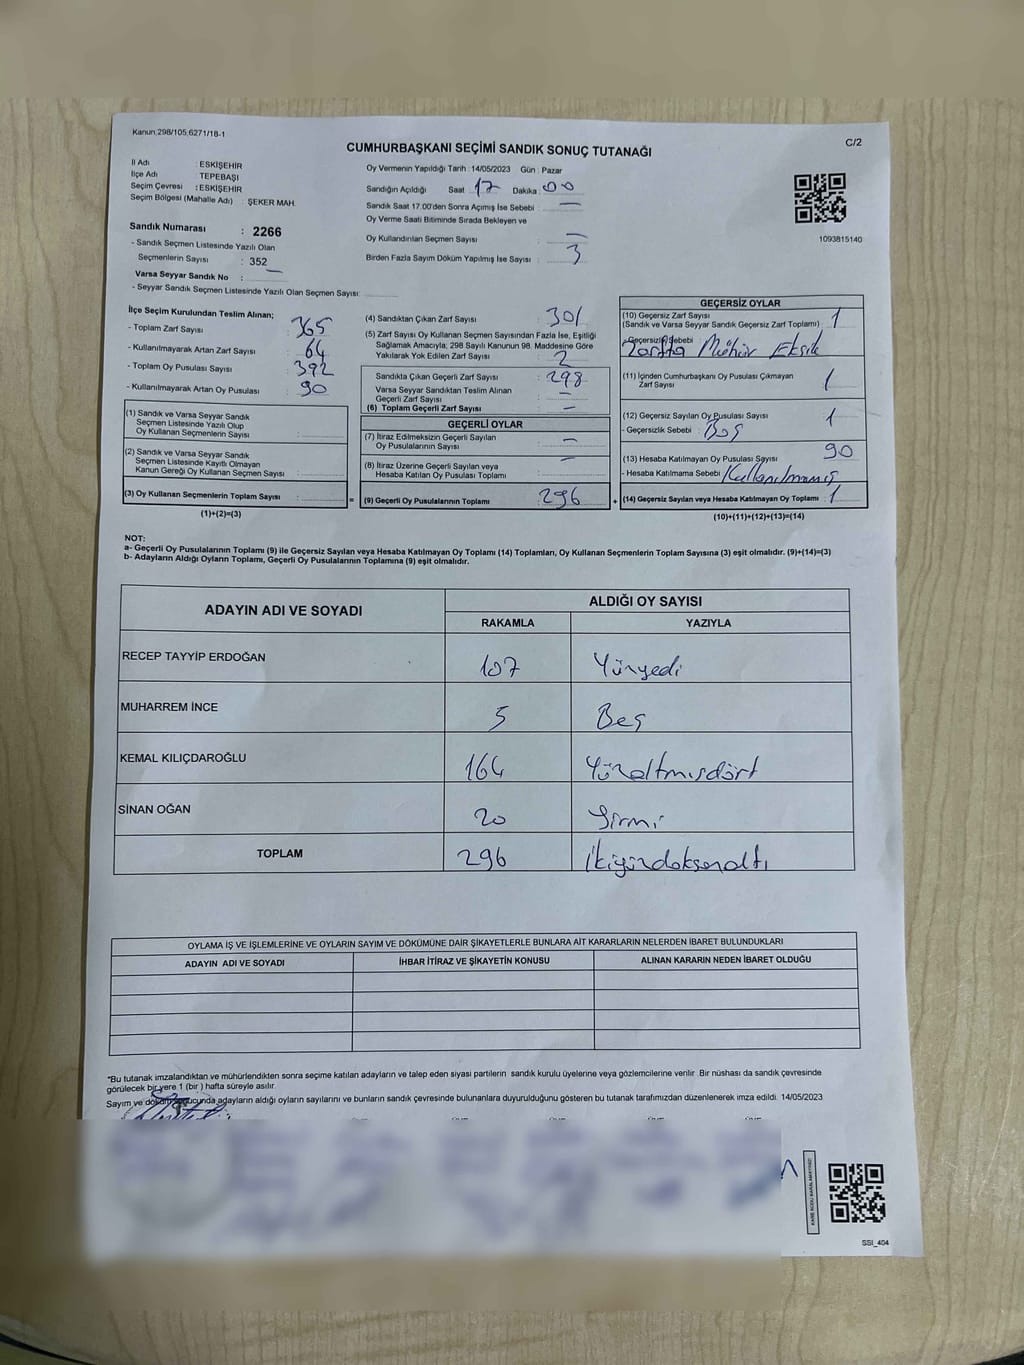 Kanun 298/105,6271/18-1
C/2
CUMHURBAŞKANI SEÇİMİ SANDIK SONUÇ TUTANAĞI
İl Adı : ESKİŞEHİR
İlçe Adı TEPEBAŞI
Seçim Çevresi : ESKİŞEHİR
Seçim Bölgesi (Mahalle Adı) : ŞEKER MAH.
Sandık Numarası : 2266
- Sandık Seçmen Listesinde Yazılı Olan
Seçmenlerin Sayısı : 352
Varsa Seyyar Sandık No : —
- Seyyar Sandık Seçmen Listesinde Yazılı Olan Seçmen Sayısı:
Oy Vermenin Yapıldığı Tarih : 14/05/2023 Gün : Pazar
Sandığın Açıldığı Saat 17 Dakika : 00
Sandık Saat 17.00'den Sonra Açımış İse Sebebi : —
Oy Verme Saati Bitiminde Sırada Bekleyen ve
Oy Kullandırılan Seçmen Sayısı : —
Birden Fazla Sayım Döküm Yapılmış İse Sayısı : 3
1093815140
İlçe Seçim Kurulundan Teslim Alınan;
- Toplam Zarf Sayısı : 365
- Kullanılmayarak Artan Zarf Sayısı : 64
- Toplam Oy Pusulası Sayısı : 392
- Kullanılmayarak Artan Oy Pusulası : 90
(1) Sandık ve Varsa Seyyar Sandık
Seçmen Listesinde Yazılı Olup
Oy Kullanan Seçmenlerin Sayısı :
(2) Sandık ve Varsa Seyyar Sandık
Seçmen Listesinde Kayıtlı Olmayan
Kanun Gereği Oy Kullanan Seçmen Sayısı :
(3) Oy Kullanan Seçmenlerin Toplam Sayısı : =
(1)+(2)=(3)
(4) Sandıktan Çıkan Zarf Sayısı : 301
(5) Zarf Sayısı Oy Kullanan Seçmen Sayısından Fazla İse, Eşitliği
Sağlamak Amacıyla; 298 Sayılı Kanunun 98. Maddesine Göre
Yakılarak Yok Edilen Zarf Sayısı : 2
Sandıkta Çıkan Geçerli Zarf Sayısı : 298
Varsa Seyyar Sandıktan Teslim Alınan
Geçerli Zarf Sayısı : —
(6) Toplam Geçerli Zarf Sayısı : —
GEÇERLİ OYLAR
(7) İtiraz Edilmeksizin Geçerli Sayılan
Oy Pusulalarının Sayısı : —
(8) İtiraz Üzerine Geçerli Sayılan veya
Hesaba Katılan Oy Pusulası Toplamı : —
(9) Geçerli Oy Pusulalarının Toplamı : 296 +
GEÇERSİZ OYLAR
(10) Geçersiz Zarf Sayısı
(Sandık ve Varsa Seyyar Sandık Geçersiz Zarf Toplamı) : 1
- Geçersizlik Sebebi : Zarfta Mühür Eksik
(11) İçinden Cumhurbaşkanı Oy Pusulası Çıkmayan
Zarf Sayısı : 1
(12) Geçersiz Sayılan Oy Pusulası Sayısı : 1
- Geçersizlik Sebebi : Boş
(13) Hesaba Katılmayan Oy Pusulası Sayısı : 90
- Hesaba Katılmama Sebebi : Kullanılmamış
(14) Geçersiz Sayılan veya Hesaba Katılmayan Oy Toplamı : 1
(10)+(11)+(12)+(13)=(14)
NOT:
a- Geçerli Oy Pusulalarının Toplamı (9) ile Geçersiz Sayılan veya Hesaba Katılmayan Oy Toplamı (14) Toplamları, Oy Kullanan Seçmenlerin Toplam Sayısına (3) eşit olmalıdır. (9)+(14)=(3)
b- Adayların Aldığı Oyların Toplamı, Geçerli Oy Pusulalarının Toplamına (9) eşit olmalıdır.
ADAYIN ADI VE SOYADI
ALDIĞI OY SAYISI
RAKAMLA YAZIYLA
RECEP TAYYİP ERDOĞAN 107 Yüzyedi
MUHARREM İNCE 5 Beş
KEMAL KILIÇDAROĞLU 164 Yüzaltmışdört
SİNAN OĞAN 20 Yirmi
TOPLAM 296 İkiyüzdoksanaltı
OYLAMA İŞ VE İŞLEMLERİNE VE OYLARIN SAYIM VE DÖKÜMÜNE DAİR ŞİKAYETLERLE BUNLARA AİT KARARLARIN NELERDEN İBARET BULUNDUKLARI
ADAYIN ADI VE SOYADI İHBAR İTİRAZ VE ŞİKAYETİN KONUSU ALINAN KARARIN NEDEN İBARET OLDUĞU
*Bu tutanak imzalandıktan ve mühürlendikten sonra seçime katılan adayların ve talep eden siyasi partilerin sandık kurulu üyelerine veya gözlemcilerine verilir .Bir nüshası da sandık çevresinde
görülecek bir yere 1 (bir ) hafta süreyle asılır.
Sayım ve döküm sonucunda adayların aldığı oyların sayılarını ve bunların sandık çevresinde bulunanlara duyurulduğunu gösteren bu tutanak tarafımızdan düzenlenerek imza edildi. 14/05/2023
SSİ_404